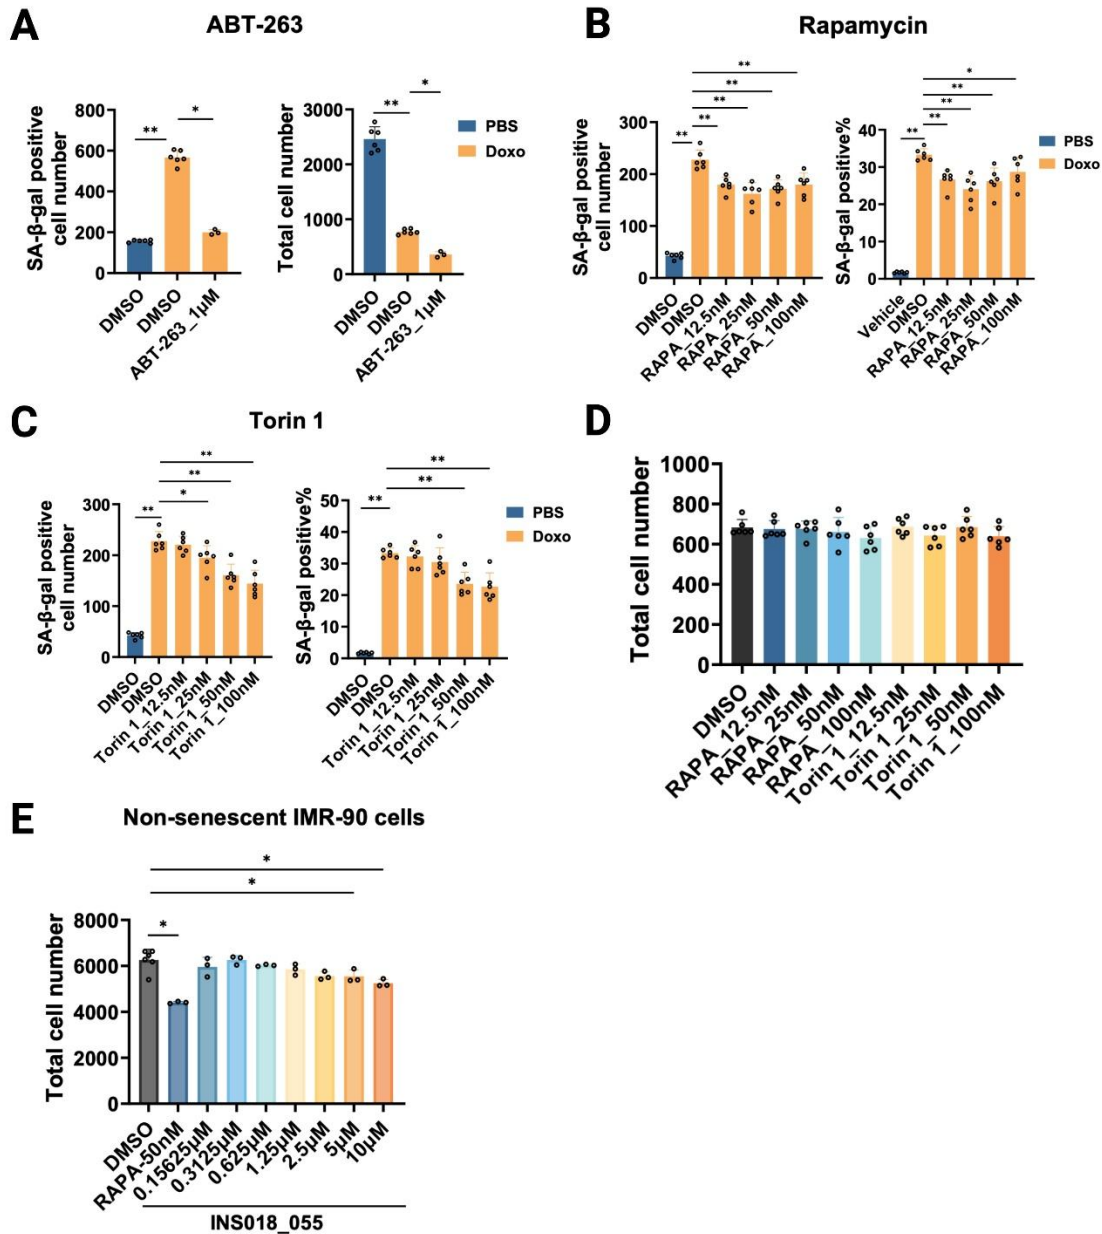 A
ABT-263
SA-β-gal positive
cell number
800
600
400
200
0
**
*
DMSO
DMSO
ABT-263_1μM
Total cell number
3000
2000
1000
0
**
*
DMSO
DMSO
ABT-263_1μM
PBS
Doxo
B
Rapamycin
SA-β-gal positive
cell number
300
200
100
0
**
**
**
**
**
DMSO
DMSO
RAPA_12.5nM
RAPA_25nM
RAPA_50nM
RAPA_100nM
SA-β-gal positive%
40
30
20
10
0
*
**
**
**
**
Vehicle
DMSO
RAPA_12.5nM
RAPA_25nM
RAPA_50nM
RAPA_100nM
C
Torin 1
SA-β-gal positive
cell number
300
200
100
0
**
**
*
**
DMSO
DMSO
Torin 1_12.5nM
Torin 1_25nM
Torin 1_50nM
Torin 1_100nM
SA-β-gal positive%
50
40
30
20
10
0
**
**
**
DMSO
DMSO
Torin 1_12.5nM
Torin 1_25nM
Torin 1_50nM
Torin 1_100nM
PBS
Doxo
D
Total cell number
1000
800
600
400
200
0
DMSO
RAPA_12.5nM
RAPA_25nM
RAPA_50nM
RAPA_100nM
Torin 1_12.5nM
Torin 1_25nM
Torin 1_50nM
Torin 1_100nM
E
Non-senescent IMR-90 cells
Total cell number
8000
6000
4000
2000
0
*
*
*
DMSO
RAPA-50nM
0.15625μM
0.3125μM
0.625μM
1.25μM
2.5μM
5μM
10μM
INS018_055